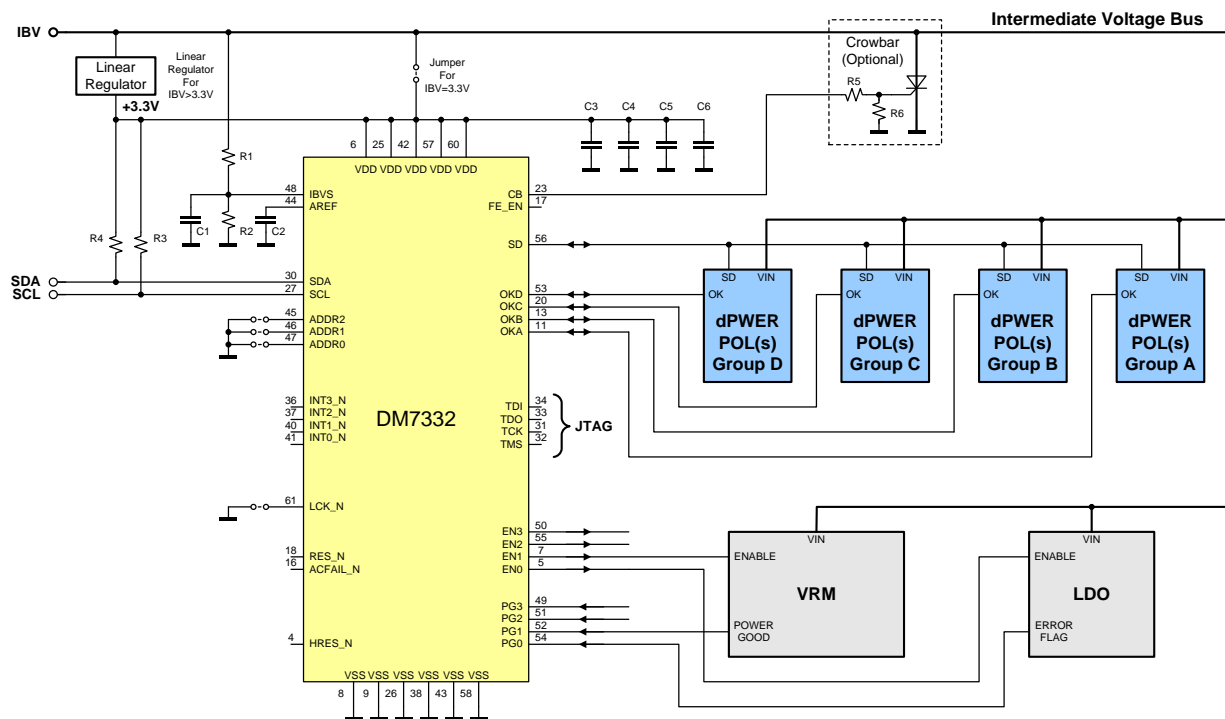 Intermediate Voltage Bus
IBV
Linear
Regulator
Linear
Regulator
For
IBV>3.3V
Jumper
For
IBV=3.3V
Crowbar
(Optional)
R5
R6
+3.3V
C3
C4
C5
C6
R1
6
25
42
57
60
VDD
VDD
VDD
VDD
VDD
48
IBVS
44
AREF
C1
R2
C2
R4
R3
SDA
SCL
30
SDA
27
SCL
45
ADDR2
46
ADDR1
47
ADDR0
36
INT3_N
37
INT2_N
40
INT1_N
41
INT0_N
61
LCK_N
18
RES_N
16
ACFAIL_N
4
HRES_N
DM7332
VSS
VSS
VSS
VSS
VSS
VSS
8
9
26
38
43
58
CB
23
FE_EN
17
SD
56
OKD
53
OKC
20
OKB
13
OKA
11
TDI
34
TDO
33
TCK
31
TMS
32
JTAG
EN3
50
EN2
55
EN1
7
EN0
5
PG3
49
PG2
51
PG1
52
PG0
54
SD
VIN
OK
dPWER
POL(s)
Group D
SD
VIN
OK
dPWER
POL(s)
Group C
SD
VIN
OK
dPWER
POL(s)
Group B
SD
VIN
OK
dPWER
POL(s)
Group A
VIN
ENABLE
VRM
POWER
GOOD
VIN
ENABLE
LDO
ERROR
FLAG